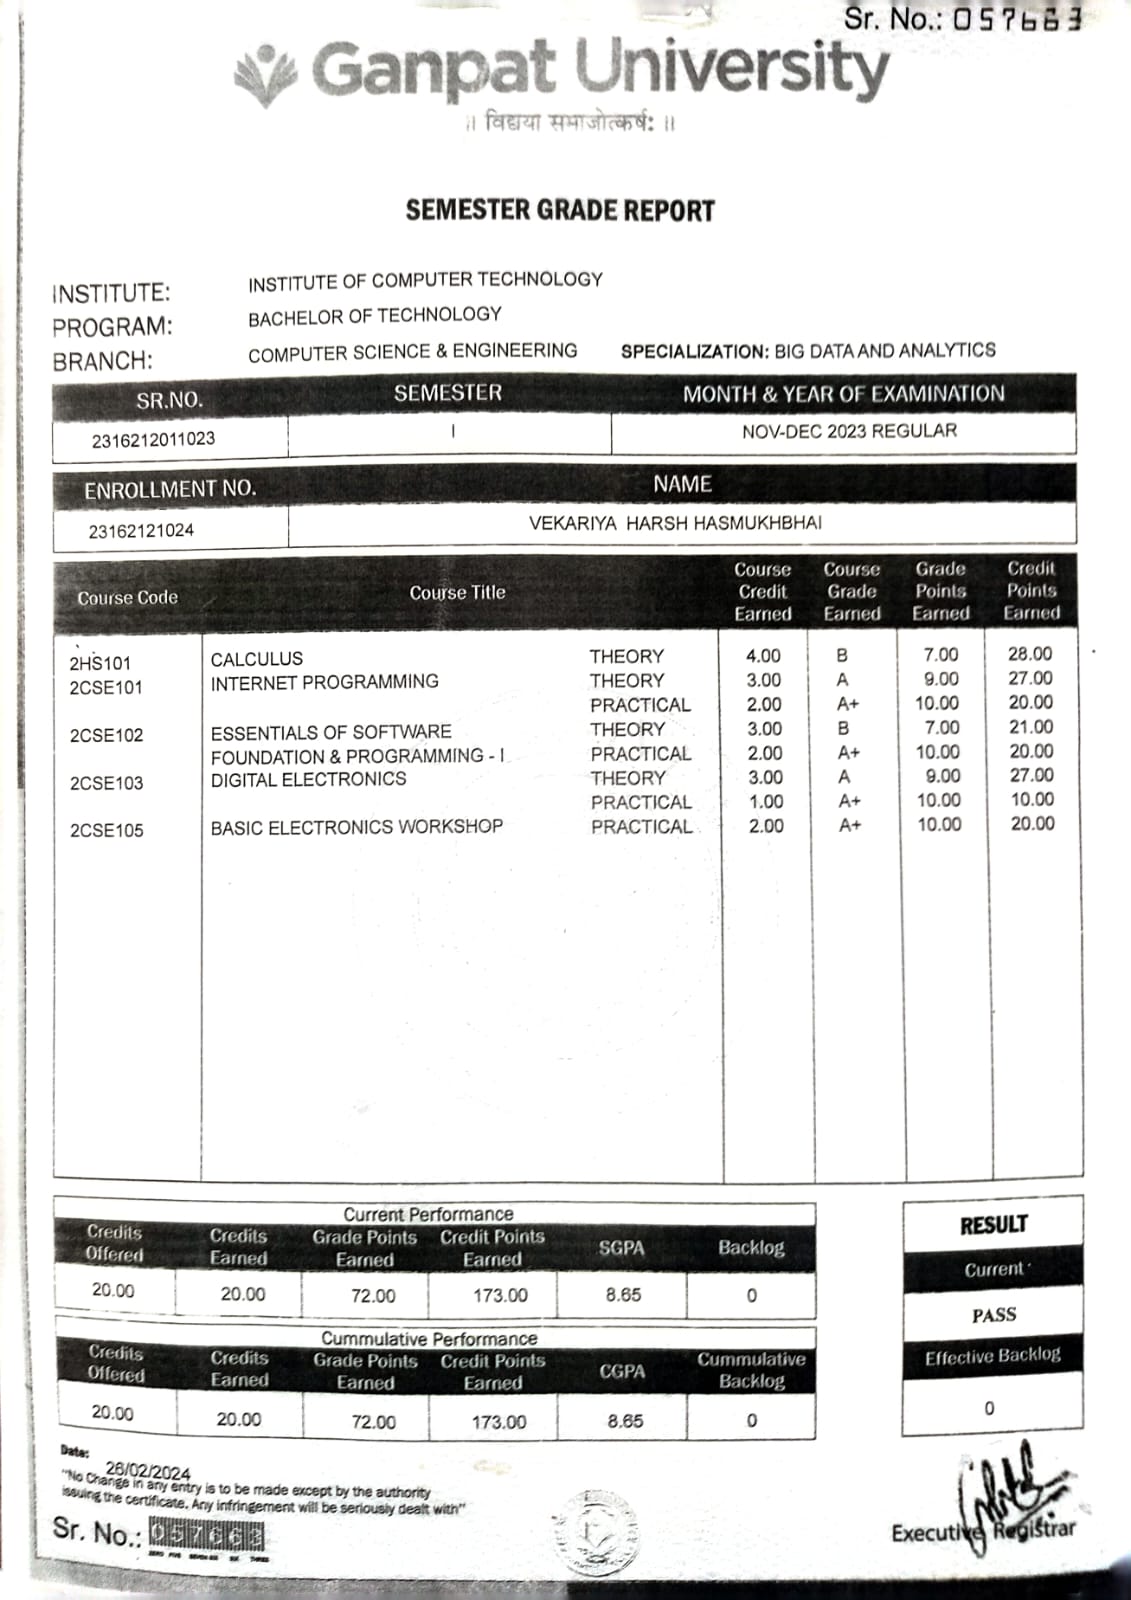 Sr. No.: 057663
Ganpat University
॥ विद्यया समाजोत्कर्ष: ॥
SEMESTER GRADE REPORT
INSTITUTE: INSTITUTE OF COMPUTER TECHNOLOGY
PROGRAM: BACHELOR OF TECHNOLOGY
BRANCH: COMPUTER SCIENCE & ENGINEERING SPECIALIZATION: BIG DATA AND ANALYTICS
SR.NO. SEMESTER MONTH & YEAR OF EXAMINATION
2316212011023 I NOV-DEC 2023 REGULAR
ENROLLMENT NO. NAME
23162121024 VEKARIYA HARSH HASMUKHBHAI
Course Code Course Title Course Credit Earned Course Grade Earned Grade Points Earned Credit Points Earned
2HS101 CALCULUS THEORY 4.00 B 7.00 28.00
2CSE101 INTERNET PROGRAMMING THEORY 3.00 A 9.00 27.00
PRACTICAL 2.00 A+ 10.00 20.00
2CSE102 ESSENTIALS OF SOFTWARE THEORY 3.00 B 7.00 21.00
FOUNDATION & PROGRAMMING - I PRACTICAL 2.00 A+ 10.00 20.00
2CSE103 DIGITAL ELECTRONICS THEORY 3.00 A 9.00 27.00
PRACTICAL 1.00 A+ 10.00 10.00
2CSE105 BASIC ELECTRONICS WORKSHOP PRACTICAL 2.00 A+ 10.00 20.00
Current Performance
Credits Offered Credits Earned Grade Points Earned Credit Points Earned SGPA Backlog
20.00 20.00 72.00 173.00 8.65 0
Cummulative Performance
Credits Offered Credits Earned Grade Points Earned Credit Points Earned CGPA Cummulative Backlog
20.00 20.00 72.00 173.00 8.65 0
RESULT
Current
PASS
Effective Backlog
0
Date:
26/02/2024
"No Change in any entry is to be made except by the authority
issuing the certificate. Any infringement will be seriously dealt with"
Sr. No.: 057663
ZERO FIVE SEVEN SIX SIX THREE
Executive Registrar